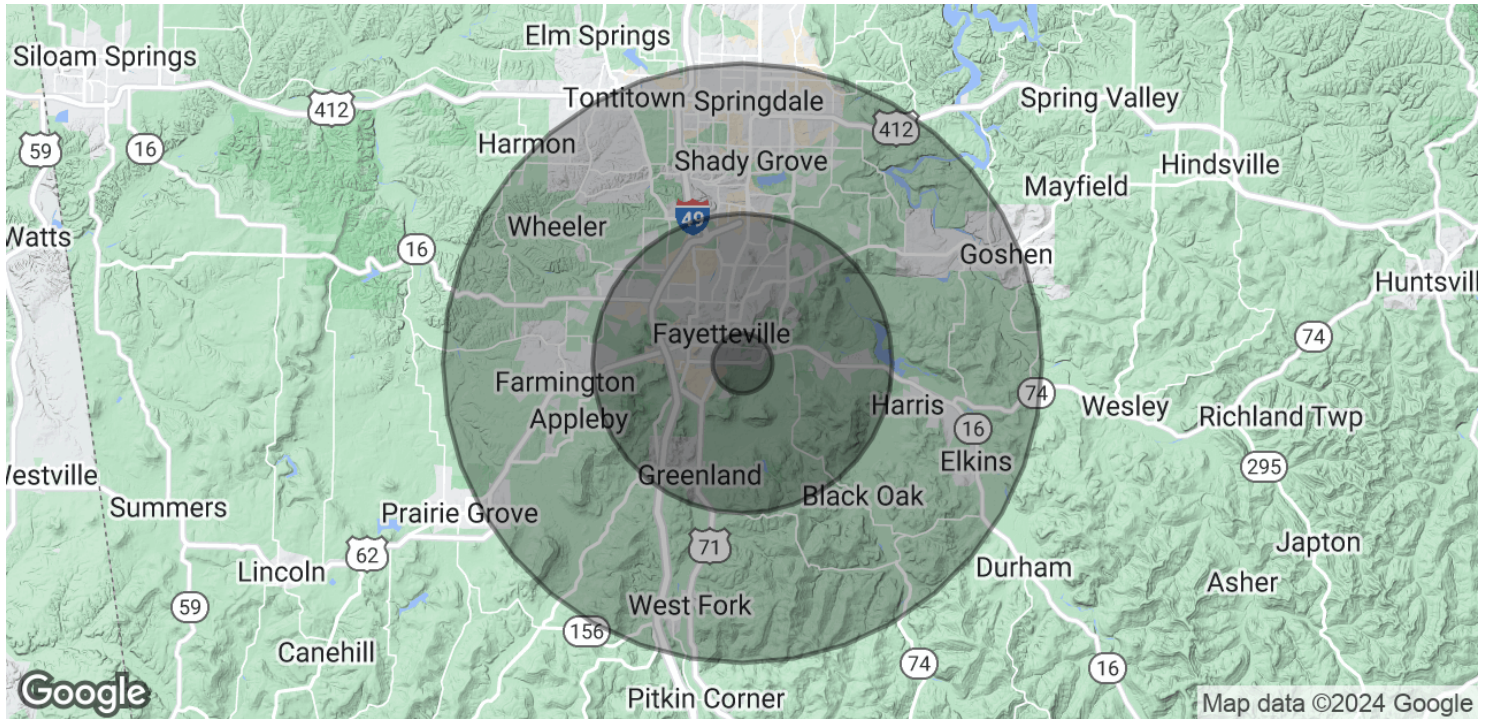 Elm Springs
Siloam Springs
Tontitown
Springdale
Spring Valley
412
412
Harmon
59
16
Shady Grove
Hindsville
Mayfield
49
Wheeler
Watts
16
Goshen
Huntsvill
Fayetteville
74
Farmington
74
Harris
Wesley
Appleby
Richland Twp
16
Elkins
295
Greenland
Westville
Black Oak
Summers
Prairie Grove
71
62
Japton
Lincoln
Durham
Asher
59
West Fork
156
Canehill
74
16
Google
Pitkin Corner
Map data ©2024 Google